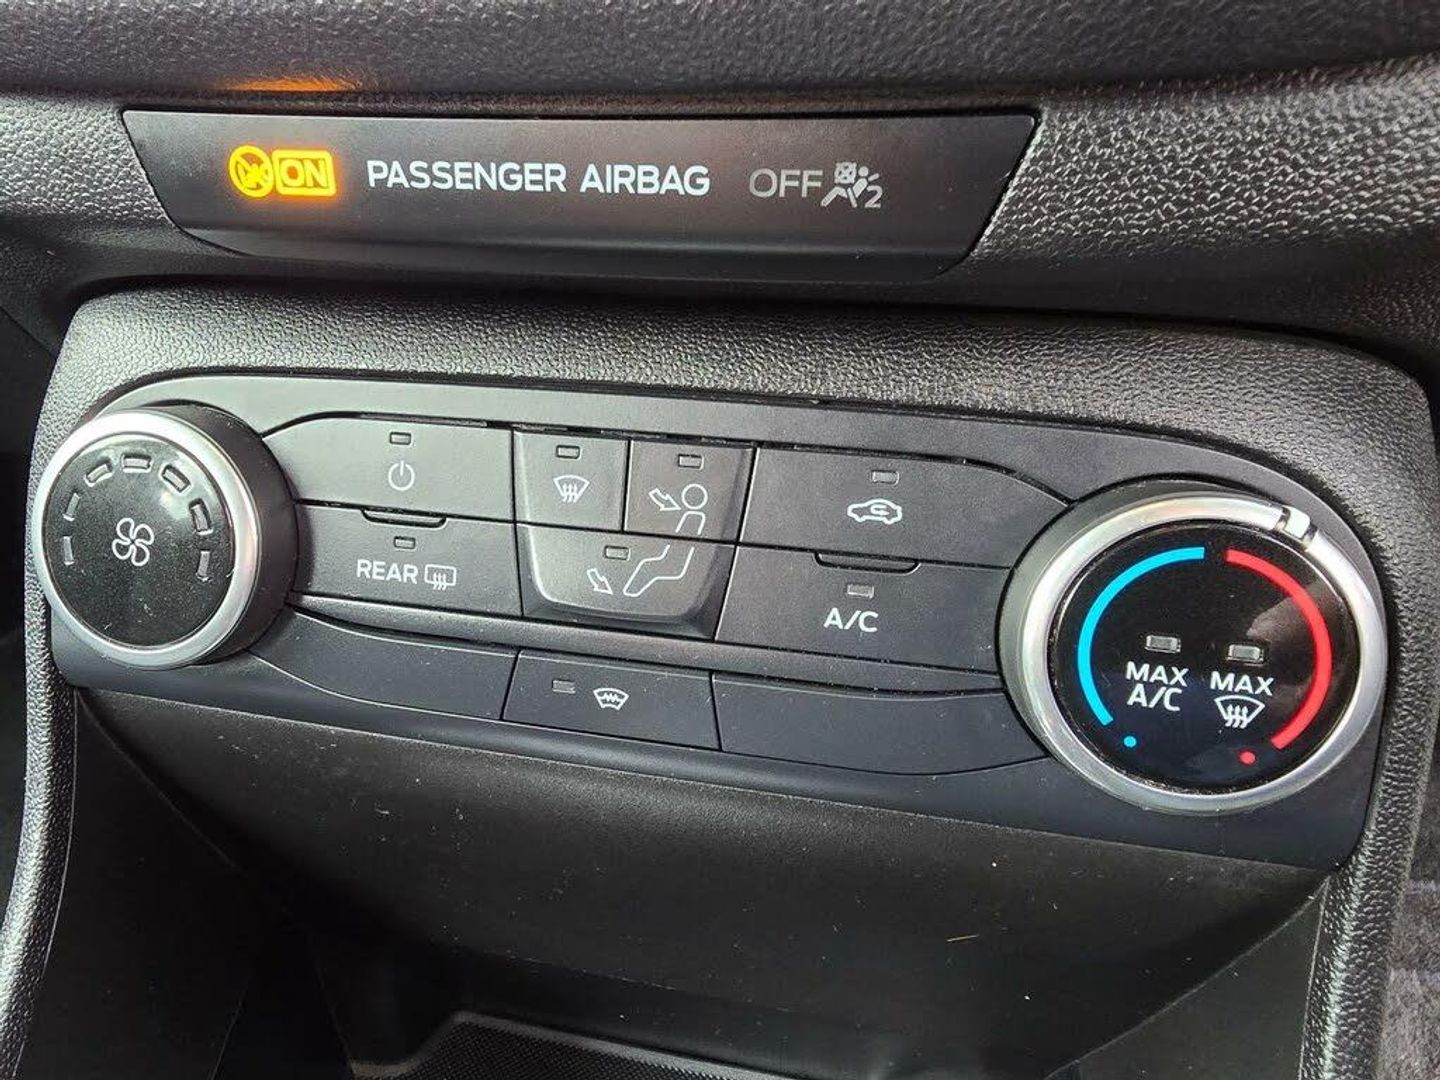 ON PASSENGER AIRBAG OFF 2
REAR
A/C
MAX A/C
MAX